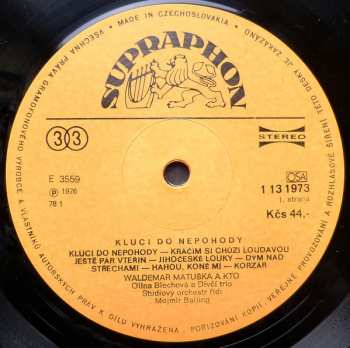 VŠECHNA PRÁVA GRAMOFONOVÉHO VÝROBCE A VLASTNÍKA AUTORSKÝCH PRÁV K DÍLU VYHRAŽENA. POŘIZOVÁNÍ KOPIÍ, VEŘEJNÉ PROVOZOVÁNÍ A ROZHLASOVÉ ŠÍŘENÍ TÉTO DESKY JE ZAKÁZÁNO
MADE IN CZECHOSLOVAKIA
SUPRAPHON
33
STEREO
E 3559
Ⓟ 1976
78 1
OSA
1 13 1973
1. strana
Kčs 44,-
KLUCI DO NEPOHODY
KLUCI DO NEPOHODY — KRÁČÍM SI CHŮZÍ LOUDAVOU
JEŠTĚ PÁR VTEŘIN — JIHOČESKÉ LOUKY — DÝM NAD
STŘECHAMI — HAHOU, KONĚ MÍ — KORZÁR
WALDEMAR MATUŠKA A KTO
Olina Blechová a Dívčí trio
Studiový orchestr řídí
Mojmír Balling